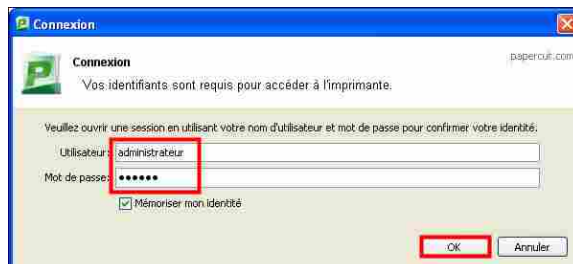 Connexion
Connexion
papercut.com
Vos identifiants sont requis pour accéder à l'imprimante.
Veuillez ouvrir une session en utilisant votre nom d'utilisateur et mot de passe pour confirmer votre identité.
Utilisateur: administrateur
Mot de passe: ••••••
Mémoriser mon identité
OK Annuler